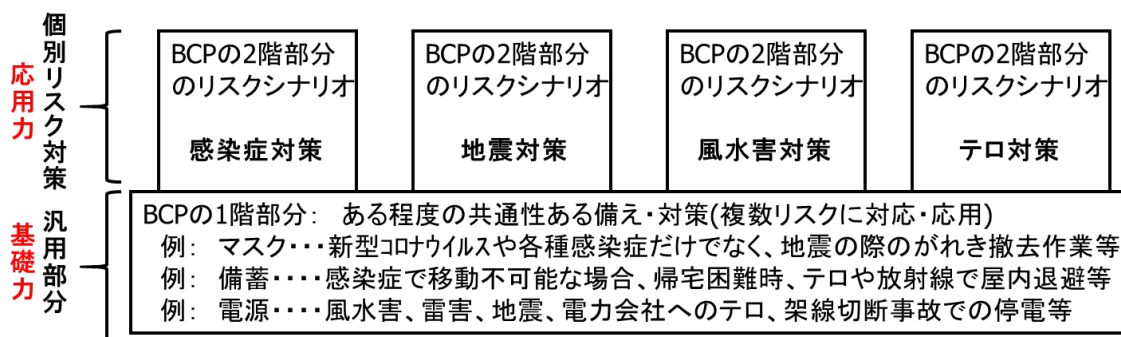 応用力
個別リスク対策
BCPの2階部分
のリスクシナリオ
感染症対策
BCPの2階部分
のリスクシナリオ
地震対策
BCPの2階部分
のリスクシナリオ
風水害対策
BCPの2階部分
のリスクシナリオ
テロ対策
基礎力
汎用部分
BCPの1階部分： ある程度の共通性ある備え・対策(複数リスクに対応・応用)
例： マスク・・・新型コロナウイルスや各種感染症だけでなく、地震の際のがれき撤去作業等
例： 備蓄・・・・感染症で移動不可能な場合、帰宅困難時、テロや放射線で屋内退避等
例： 電源・・・・風水害、雷害、地震、電力会社へのテロ、架線切断事故での停電等